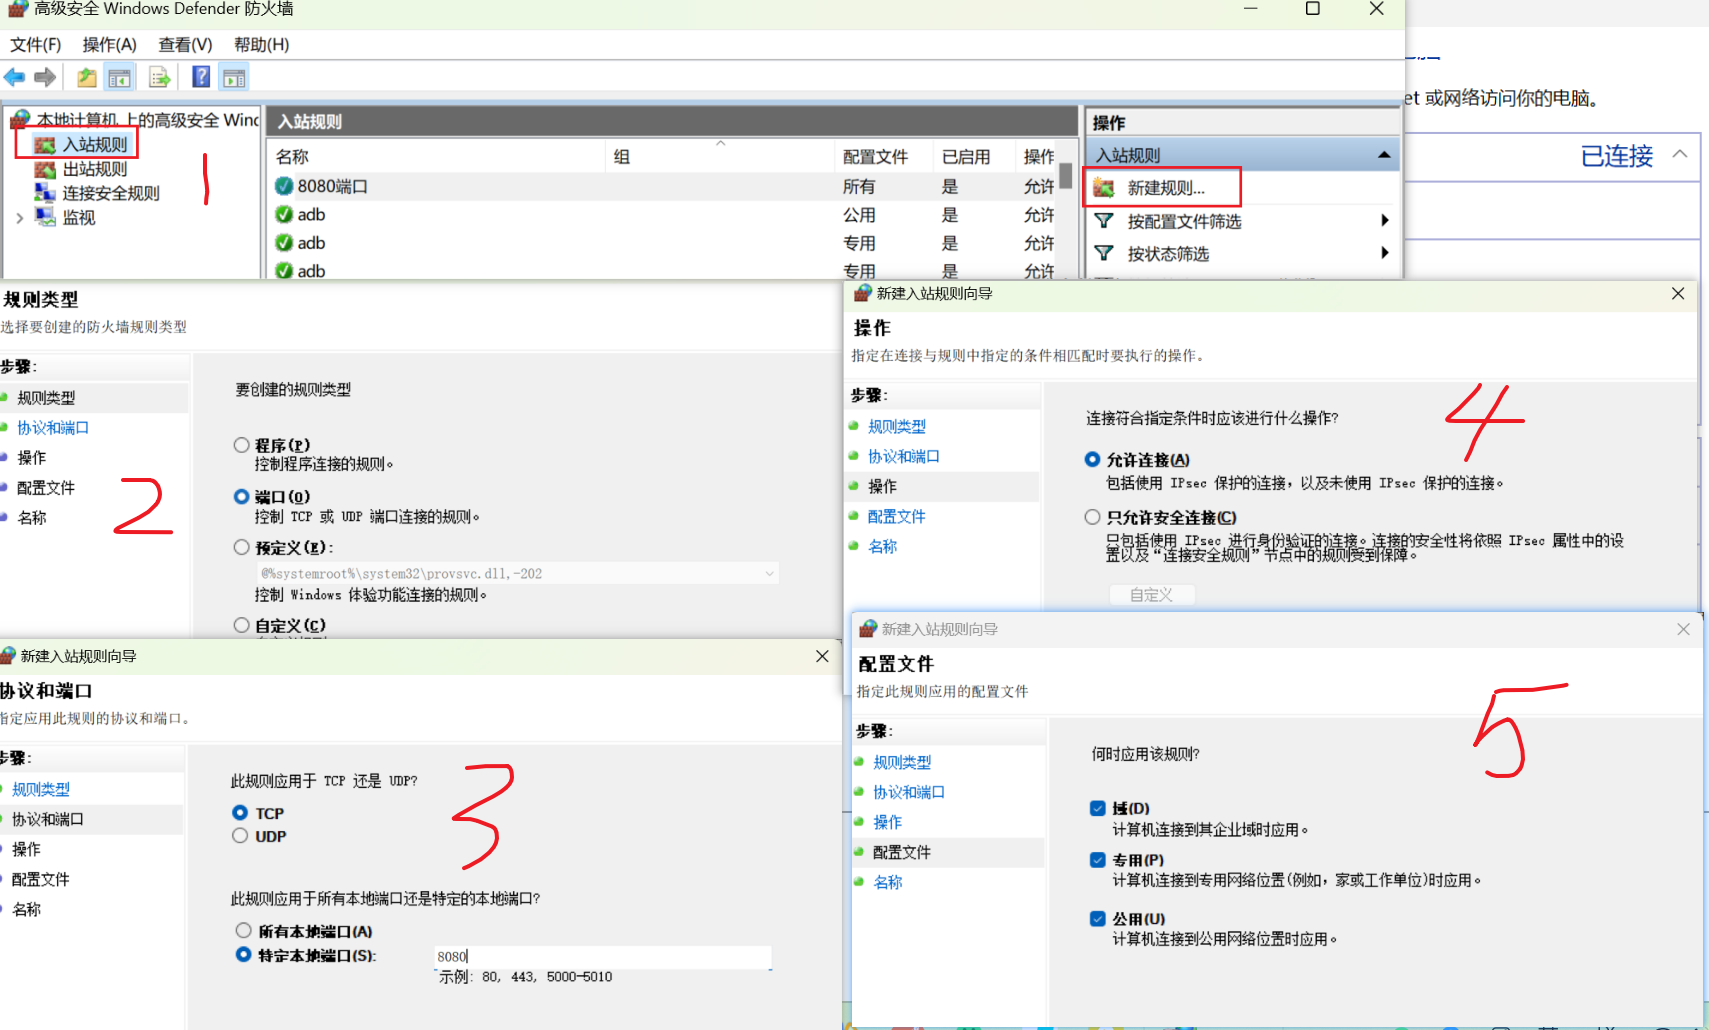 高级安全 Windows Defender 防火墙
文件(F) 操作(A) 查看(V) 帮助(H)
本地计算机 上的高级安全 Wind
入站规则
出站规则
连接安全规则
监视
1
入站规则
名称 组 配置文件 已启用 操作
8080端口 所有 是 允许
adb 公用 是 允许
adb 专用 是 允许
adb 专用 是 允许
操作
入站规则
新建规则...
按配置文件筛选
按状态筛选
et 或网络访问你的电脑。
已连接
规则类型
选择要创建的防火墙规则类型
步骤:
规则类型
协议和端口
操作
配置文件
名称
2
要创建的规则类型
程序(P)
控制程序连接的规则。
端口(O)
控制 TCP 或 UDP 端口连接的规则。
预定义(E):
@%systemroot%\system32\provsvc.dll,-202
控制 Windows 体验功能连接的规则。
自定义(C)
新建入站规则向导
协议和端口
指定应用此规则的协议和端口。
步骤:
规则类型
协议和端口
操作
配置文件
名称
此规则应用于 TCP 还是 UDP?
TCP
UDP
3
此规则应用于所有本地端口还是特定的本地端口?
所有本地端口(A)
特定本地端口(S):
8080
示例: 80, 443, 5000-5010
新建入站规则向导
操作
指定在连接与规则中指定的条件相匹配时要执行的操作。
步骤:
规则类型
协议和端口
操作
配置文件
名称
4
连接符合指定条件时应该进行什么操作?
允许连接(A)
包括使用 IPsec 保护的连接，以及未使用 IPsec 保护的连接。
只允许安全连接(C)
只包括使用 IPsec 进行身份验证的连接。连接的安全性将依照 IPsec 属性中的设
置以及“连接安全规则”节点中的规则受到保障。
自定义
新建入站规则向导
配置文件
指定此规则应用的配置文件
步骤:
规则类型
协议和端口
操作
配置文件
名称
5
何时应用该规则?
域(D)
计算机连接到其企业域时应用。
专用(P)
计算机连接到专用网络位置(例如，家或工作单位)时应用。
公用(U)
计算机连接到公用网络位置时应用。